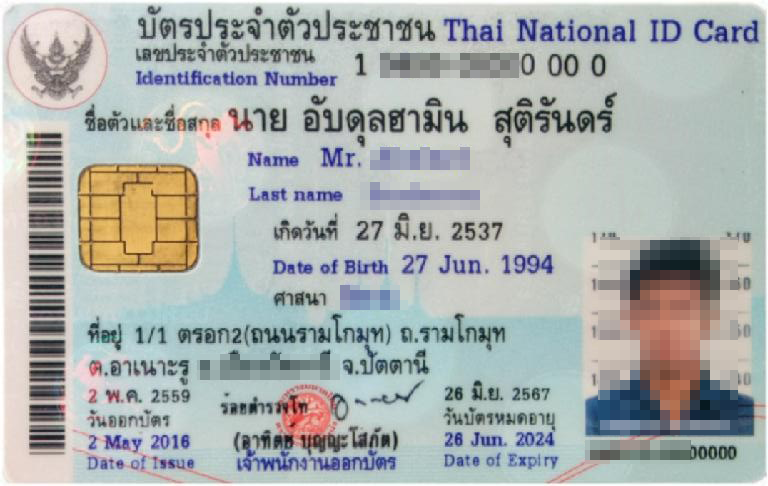 บัตรประจำตัวประชาชน Thai National ID Card
เลขประจำตัวประชาชน
Identification Number 1 0 00 0
ชื่อตัวและชื่อสกุล นาย อับดุลฮามิน สุติรันดร์
Name Mr.
Last name
เกิดวันที่ 27 มิ.ย. 2537
Date of Birth 27 Jun. 1994
ศาสนา
ที่อยู่ 1/1 ตรอก2(ถนนรามโกมุท) ถ.รามโกมุท
ต.อาเนาะรู จ.ปัตตานี
2 พ.ค. 2559
วันออกบัตร
2 May 2016
Date of Issue
ร้อยตำรวจโท
(อาทิตย์ บุญญะโสภัต)
เจ้าพนักงานออกบัตร
26 มิ.ย. 2567
วันบัตรหมดอายุ
26 Jun. 2024
Date of Expiry
00000